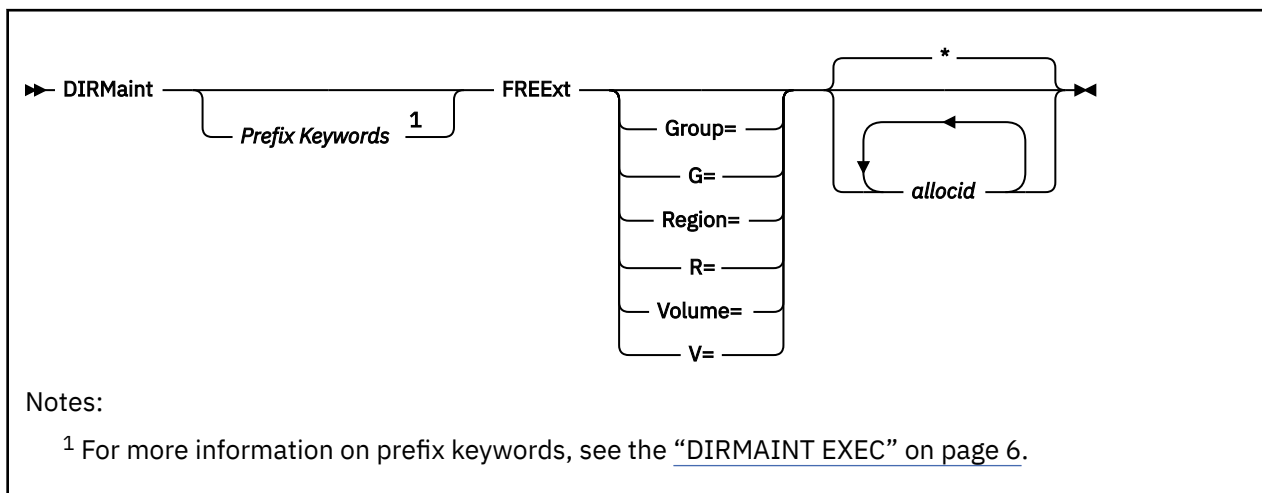 *
DIRMaint FREExt
Prefix Keywords 1
Group=
G=
Region=
R=
Volume=
V=
allocid
Notes:
1 For more information on prefix keywords, see the “DIRMAINT EXEC” on page 6.